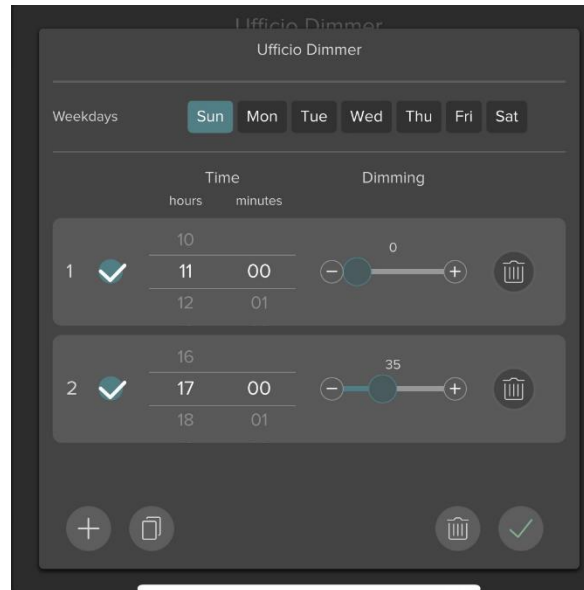 Ufficio Dimmer
Ufficio Dimmer
Weekdays Sun Mon Tue Wed Thu Fri Sat
Time Dimming
hours minutes
10
0
1 11 00
12 01
16
35
2 17 00
18 01